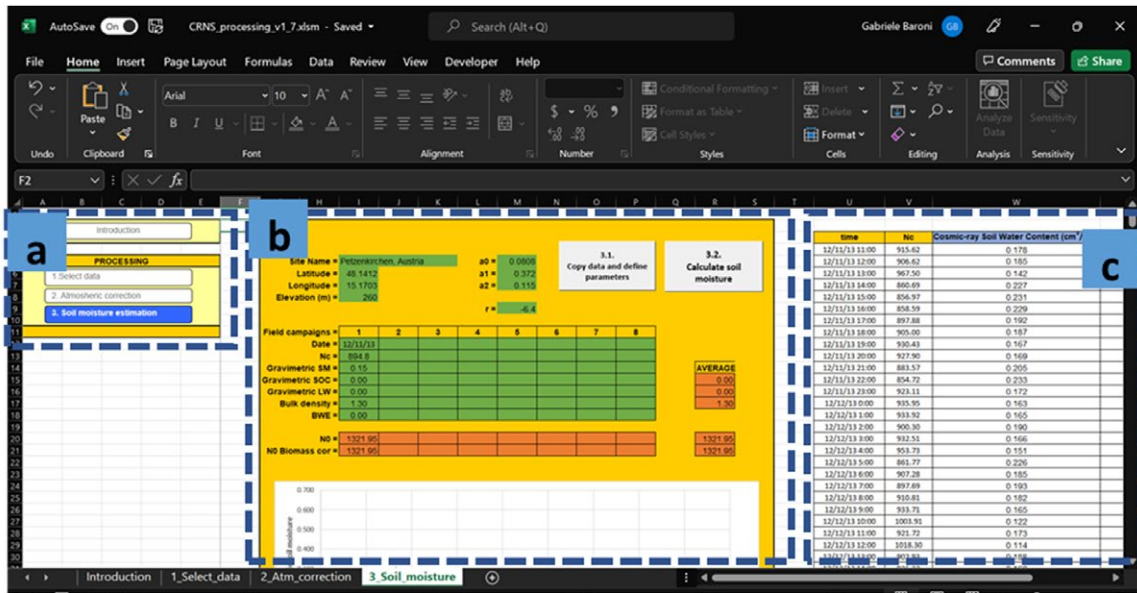 AutoSave On CRNS_processing_v1_7.xlsm - Saved Search (Alt+Q) Gabriele Baroni GB
File Home Insert Page Layout Formulas Data Review View Developer Help Comments Share
Arial 10 Conditional Formatting Insert
Paste B I U $ % Format as Table Delete Analyze Data Sensitivity
Cell Styles Format
Undo Clipboard Font Alignment Number Styles Cells Editing Analysis Sensitivity
F2 fx
A B C D E F I J K L M N O P Q R S T U V W
a
Introduction
PROCESSING
1.Select data
2. Atmosheric correction
3. Soil moisture estimation
b
Site Name = Petzenkirchen, Austria a0 = 0.0808
Latitude = 48.1412 a1 = 0.372
Longitude = 15.1703 a2 = 0.115
Elevation (m) = 260
r = -6.4
3.1.
Copy data and define
parameters
3.2.
Calculate soil
moisture
Field campaigns = 1 2 3 4 5 6 7 8
Date = 12/11/13
Nc = 894.8
Gravimetric SM = 0.15 AVERAGE
Gravimetric SOC = 0.00 0.00
Gravimetric LW = 0.00 0.00
Bulk density = 1.30 1.30
BWE = 0.00
N0 = 1321.95 1321.95
N0 Biomass cor = 1321.95 1321.95
0.700
0.600
0.500
0.400
soil moisture
c
time Nc Cosmic-ray Soil Water Content (cm³/
12/11/13 11:00 915.62 0.178
12/11/13 12:00 906.62 0.185
12/11/13 13:00 967.50 0.142
12/11/13 14:00 860.69 0.227
12/11/13 15:00 856.97 0.231
12/11/13 16:00 858.59 0.229
12/11/13 17:00 897.88 0.192
12/11/13 18:00 905.00 0.187
12/11/13 19:00 930.43 0.167
12/11/13 20:00 927.90 0.169
12/11/13 21:00 883.57 0.205
12/11/13 22:00 854.72 0.233
12/11/13 23:00 923.11 0.172
12/12/13 0:00 935.95 0.163
12/12/13 1:00 933.92 0.165
12/12/13 2:00 900.30 0.190
12/12/13 3:00 932.51 0.166
12/12/13 4:00 953.73 0.151
12/12/13 5:00 861.77 0.226
12/12/13 6:00 907.28 0.185
12/12/13 7:00 897.69 0.193
12/12/13 8:00 910.81 0.182
12/12/13 9:00 933.71 0.165
12/12/13 10:00 1003.91 0.122
12/12/13 11:00 921.72 0.173
12/12/13 12:00 1018.30 0.114
Introduction 1_Select_data 2_Atm_correction 3_Soil_moisture